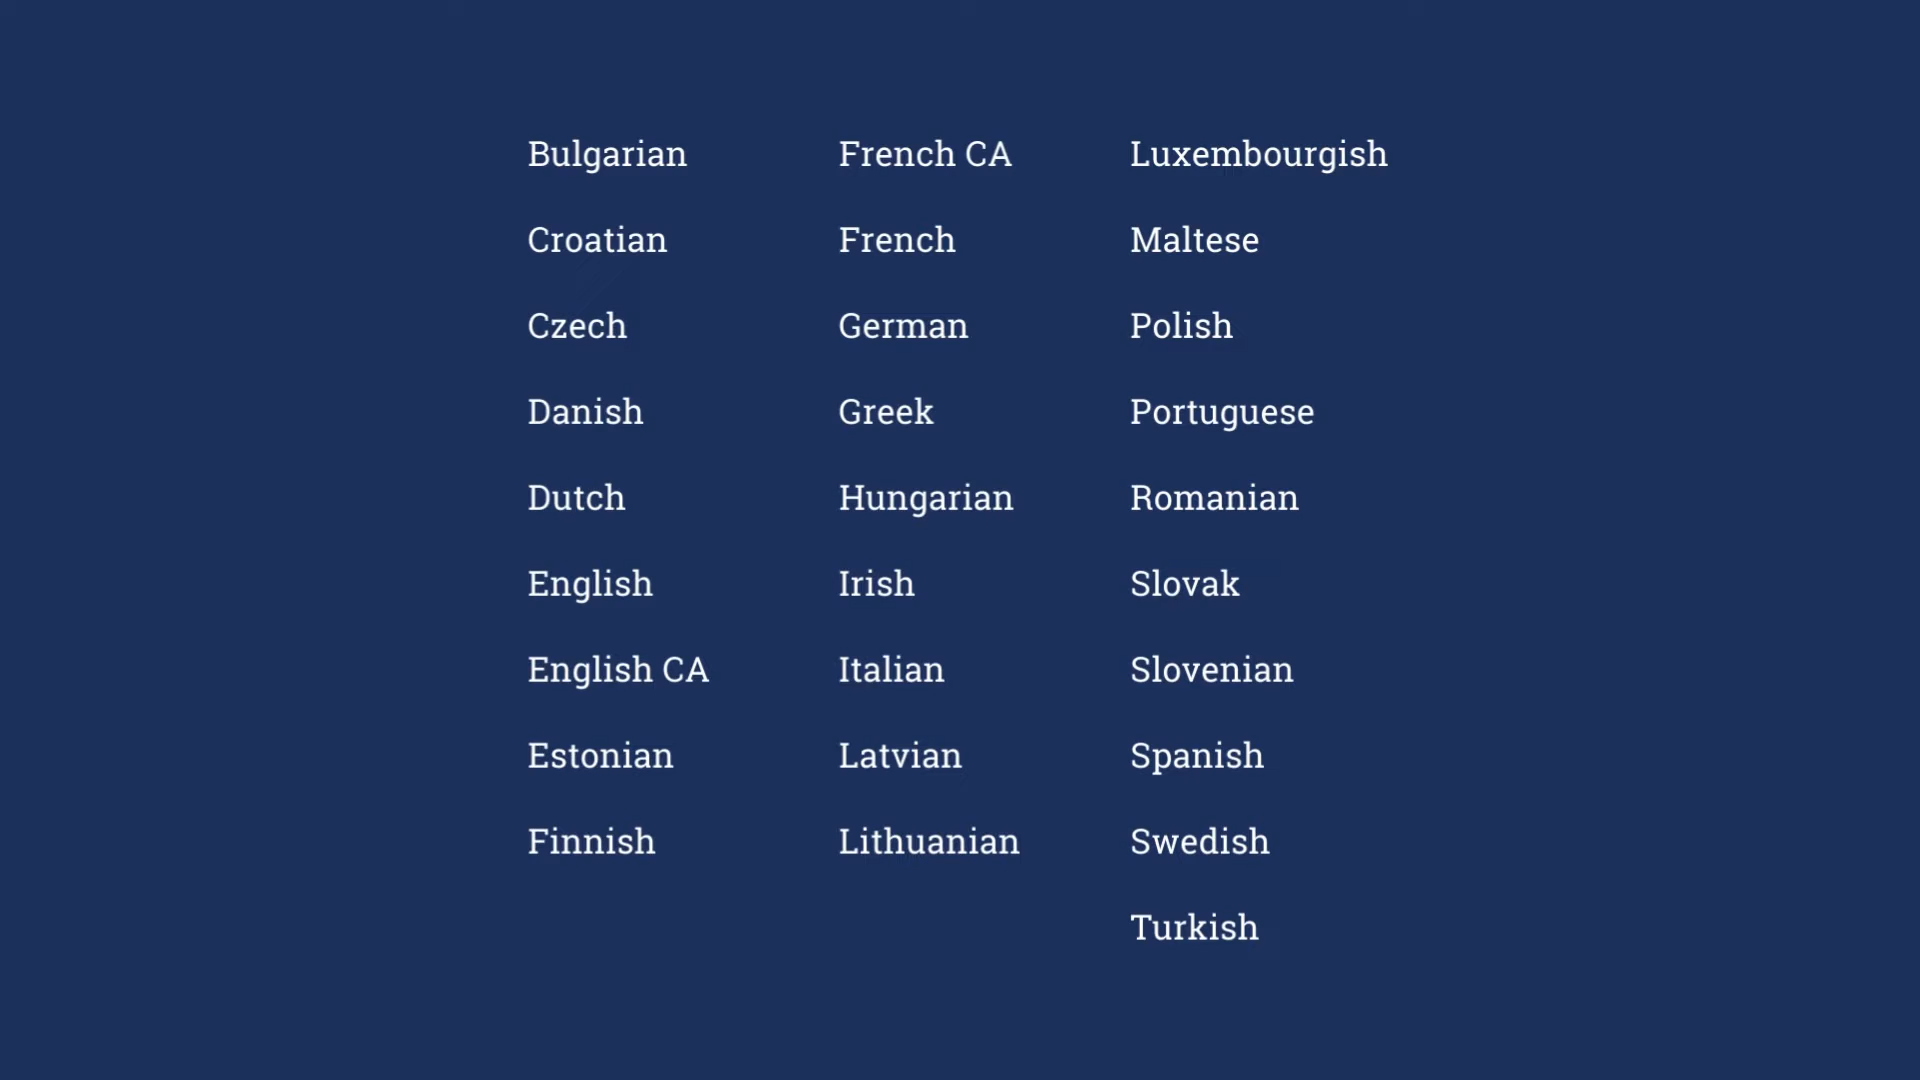 Bulgarian
Croatian
Czech
Danish
Dutch
English
English CA
Estonian
Finnish
French CA
French
German
Greek
Hungarian
Irish
Italian
Latvian
Lithuanian
Luxembourgish
Maltese
Polish
Portuguese
Romanian
Slovak
Slovenian
Spanish
Swedish
Turkish